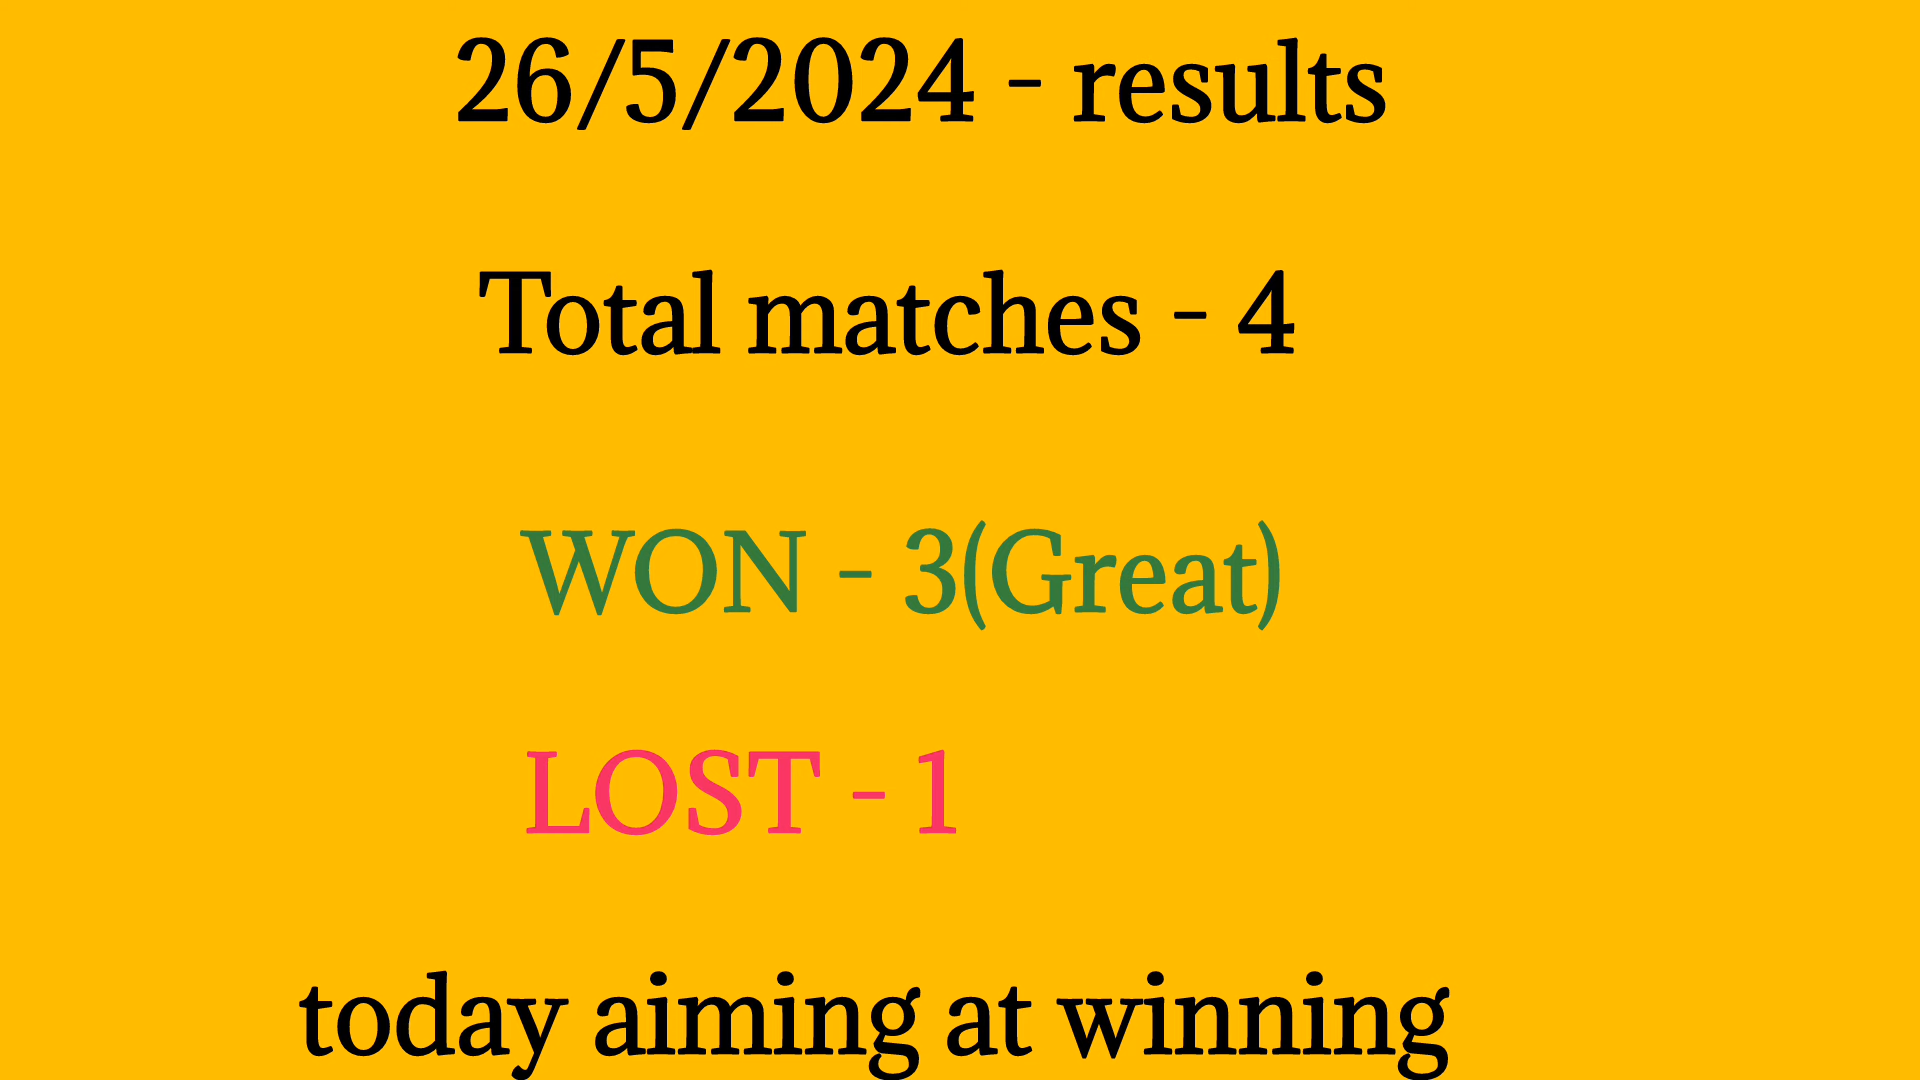 26/5/2024 - results
Total matches - 4
WON - 3(Great)
LOST - 1
today aiming at winning